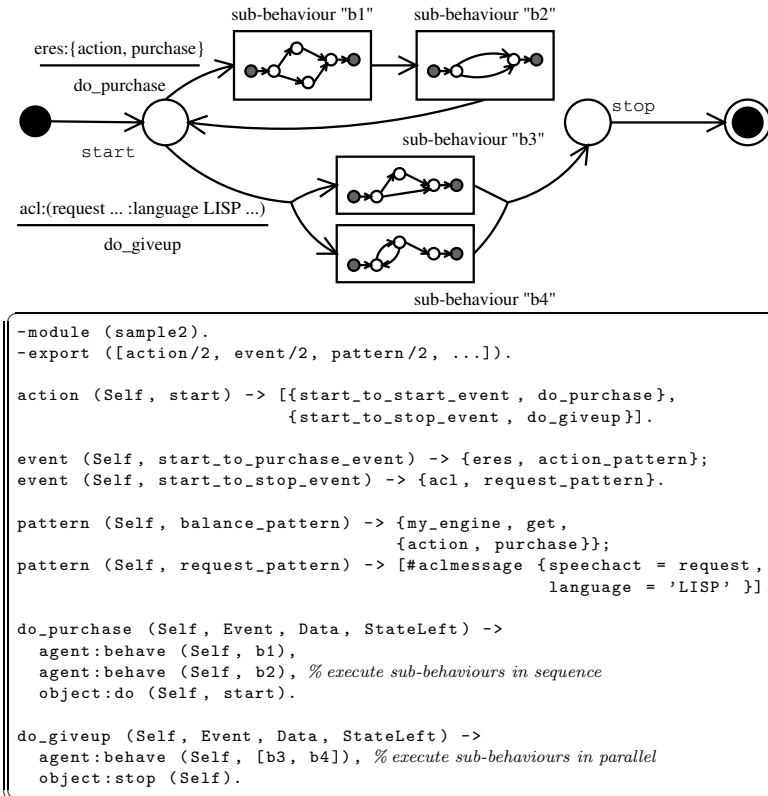 sub-behaviour "b1" sub-behaviour "b2"
eres:{action, purchase}
do_purchase
stop
start
sub-behaviour "b3"
acl:(request ... :language LISP ...)
do_giveup
sub-behaviour "b4"
-module (sample2).
-export ([action/2, event/2, pattern/2, ...]).
action (Self, start) -> [{start_to_start_event, do_purchase},
{start_to_stop_event, do_giveup}].
event (Self, start_to_purchase_event) -> {eres, action_pattern};
event (Self, start_to_stop_event) -> {acl, request_pattern}.
pattern (Self, balance_pattern) -> {my_engine, get,
{action, purchase}};
pattern (Self, request_pattern) -> [#aclmessage {speechact = request,
language = 'LISP' }]
do_purchase (Self, Event, Data, StateLeft) ->
agent:behave (Self, b1),
agent:behave (Self, b2), % execute sub-behaviours in sequence
object:do (Self, start).
do_giveup (Self, Event, Data, StateLeft) ->
agent:behave (Self, [b3, b4]), % execute sub-behaviours in parallel
object:stop (Self).